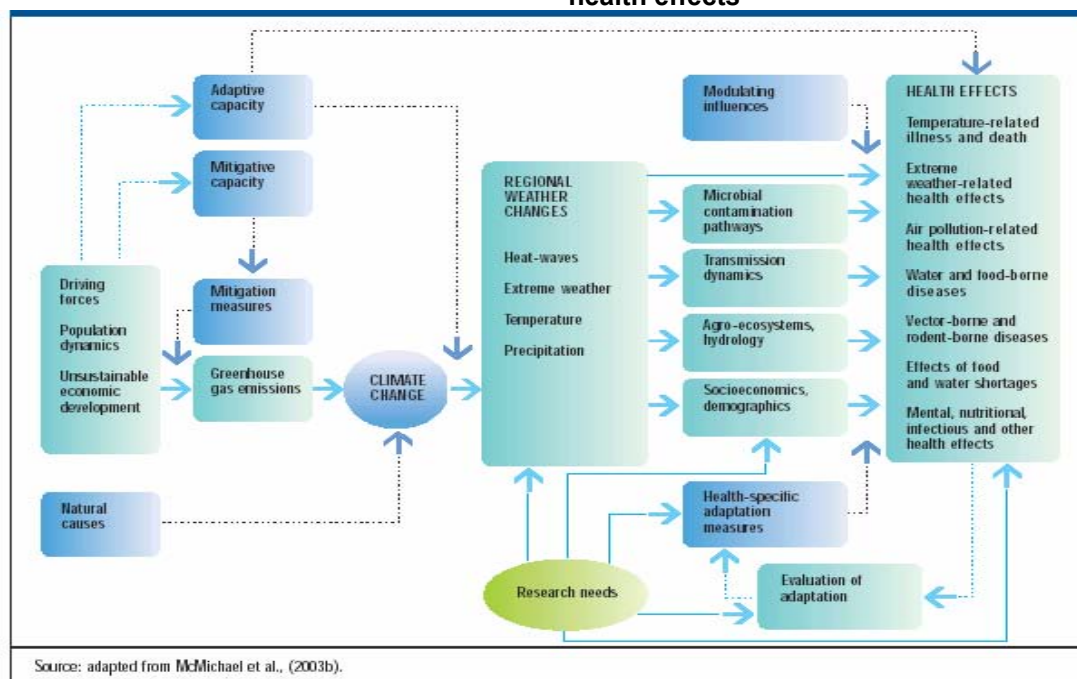 health effects
Adaptive
capacity
Mitigative
capacity
Driving
forces
Population
dynamics
Unsustainable
economic
development
Mitigation
measures
Greenhouse
gas emissions
Natural
causes
CLIMATE
CHANGE
REGIONAL
WEATHER
CHANGES
Heat-waves
Extreme weather
Temperature
Precipitation
Modulating
influences
Microbial
contamination
pathways
Transmission
dynamics
Agro-ecosystems,
hydrology
Socioeconomics,
demographics
Health-specific
adaptation
measures
Research needs
Evaluation of
adaptation
HEALTH EFFECTS
Temperature-related
illness and death
Extreme
weather-related
health effects
Air pollution-related
health effects
Water and food-borne
diseases
Vector-borne and
rodent-borne diseases
Effects of food
and water shortages
Mental, nutritional,
infectious and other
health effects
Source: adapted from McMichael et al., (2003b).